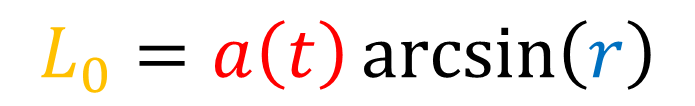 L₀ = a(t) arcsin(r)